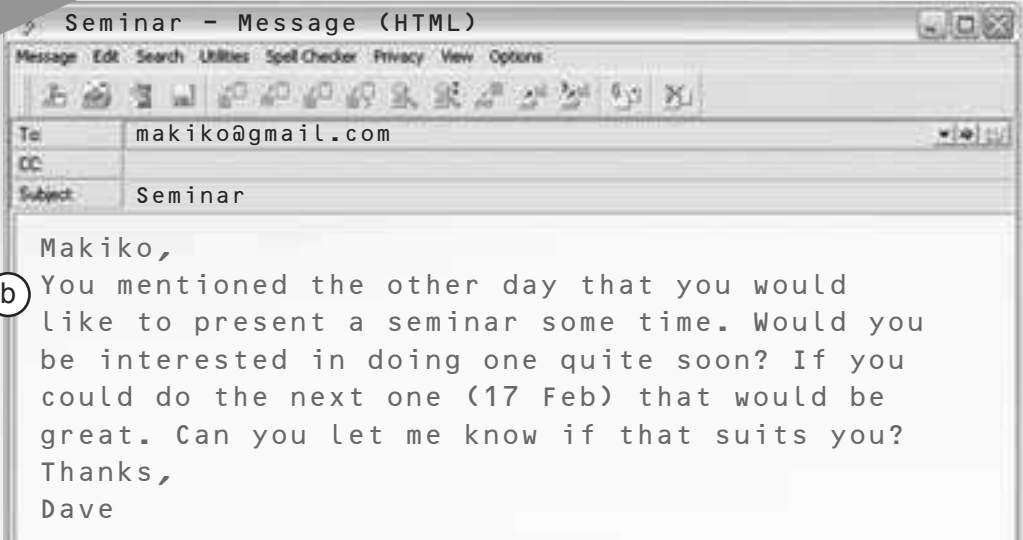 Seminar - Message (HTML)
Message Edit Search Utilities Spell Checker Privacy View Options
To: makiko@gmail.com
CC:
Subject: Seminar
Makiko,
b
You mentioned the other day that you would
like to present a seminar some time. Would you
be interested in doing one quite soon? If you
could do the next one (17 Feb) that would be
great. Can you let me know if that suits you?
Thanks,
Dave